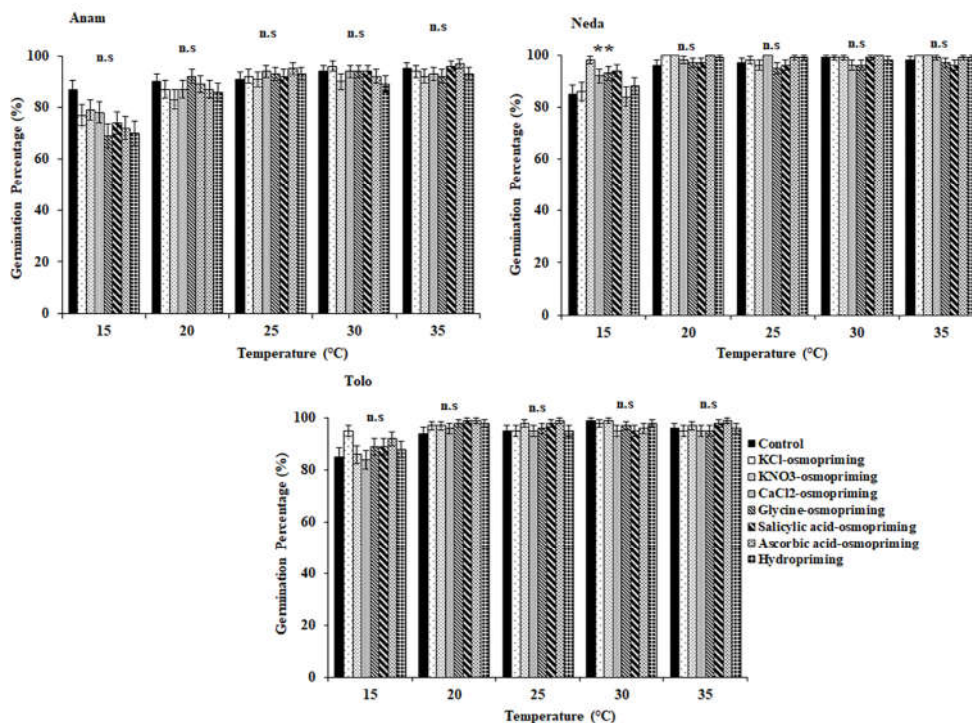 Anam
Germination Percentage (%)
100
80
60
40
20
0
n.s
n.s
n.s
n.s
n.s
15 20 25 30 35
Temperature (°C)
Neda
Germination Percentage (%)
100
80
60
40
20
0
**
n.s
n.s
n.s
n.s
15 20 25 30 35
Temperature (°C)
Tolo
Germination Percentage (%)
100
80
60
40
20
0
n.s
n.s
n.s
n.s
n.s
15 20 25 30 35
Temperature (°C)
Control
KCl-osmopriming
KNO3-osmopriming
CaCl2-osmopriming
Glycine-osmopriming
Salicylic acid-osmopriming
Ascorbic acid-osmopriming
Hydropriming